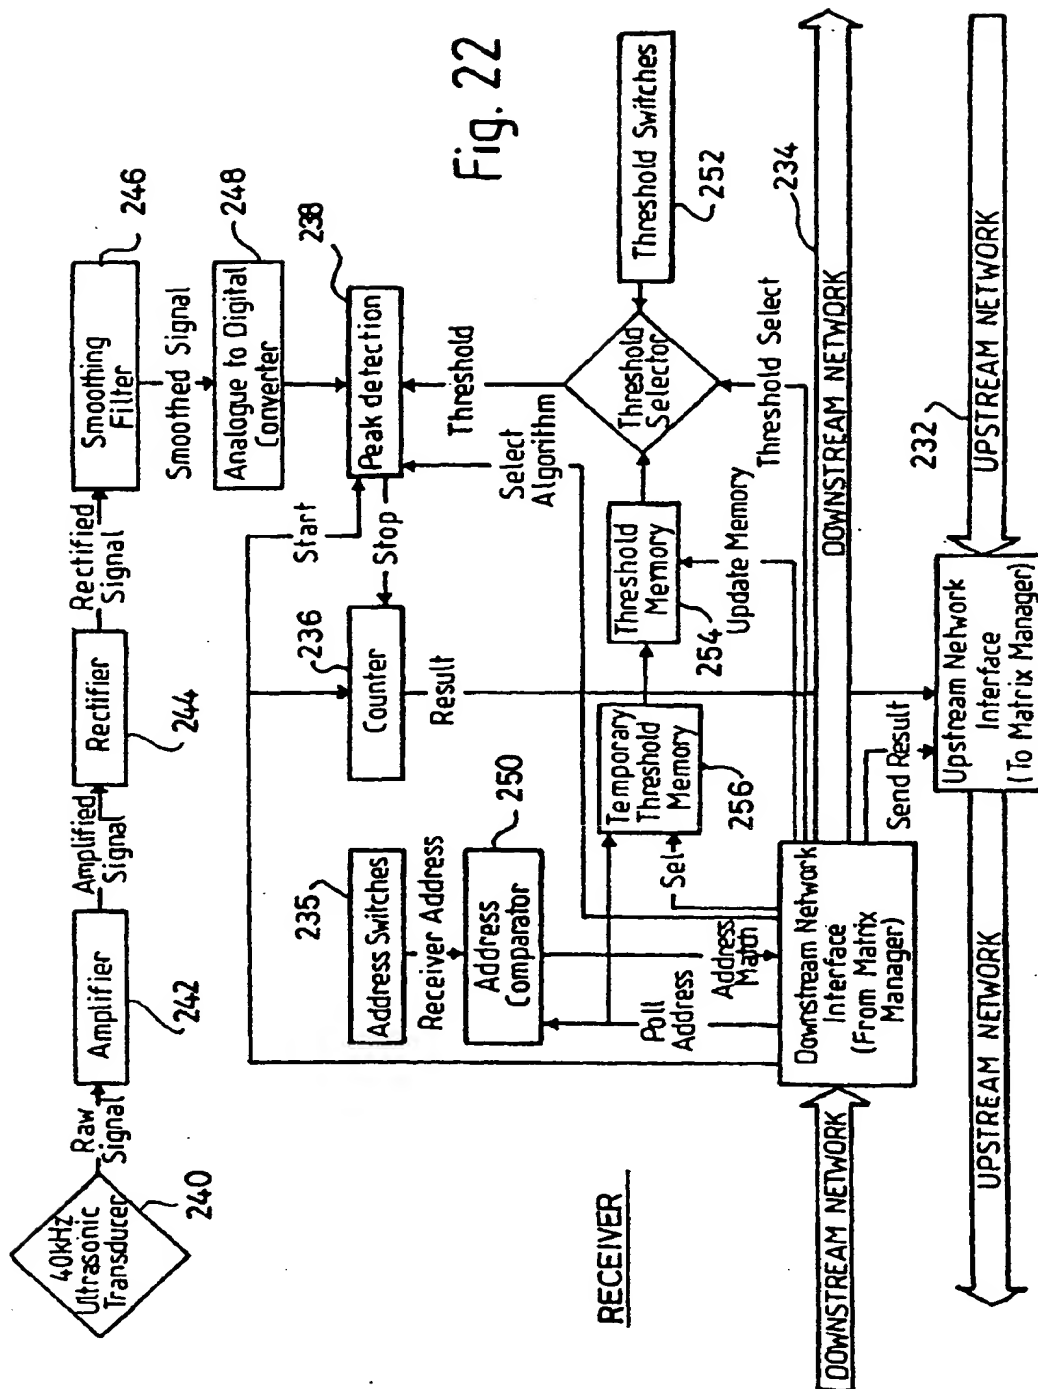 Fig. 22
RECEIVER
40kHz
Ultrasonic
Transducer
240
Raw
Signal
Amplifier
242
Amplified
Signal
Rectifier
244
Rectified
Signal
Smoothing
Filter
246
Smoothed Signal
Analogue to Digital
Converter
248
Peak detection
238
Start
Stop
Counter
236
Result
Address Switches
235
Receiver Address
Address
Comparator
250
Poll
Address
Address
Match
Select
Algorithm
Threshold
Threshold
Selector
Threshold Switches
252
Threshold
Memory
254
Temporary
Threshold
Memory
256
Sel
Update Memory
Threshold Select
Downstream Network
Interface
(From Matrix
Manager)
DOWNSTREAM NETWORK
DOWNSTREAM NETWORK
234
Send Result
Upstream Network
Interface
(To Matrix Manager)
UPSTREAM NETWORK
UPSTREAM NETWORK
232